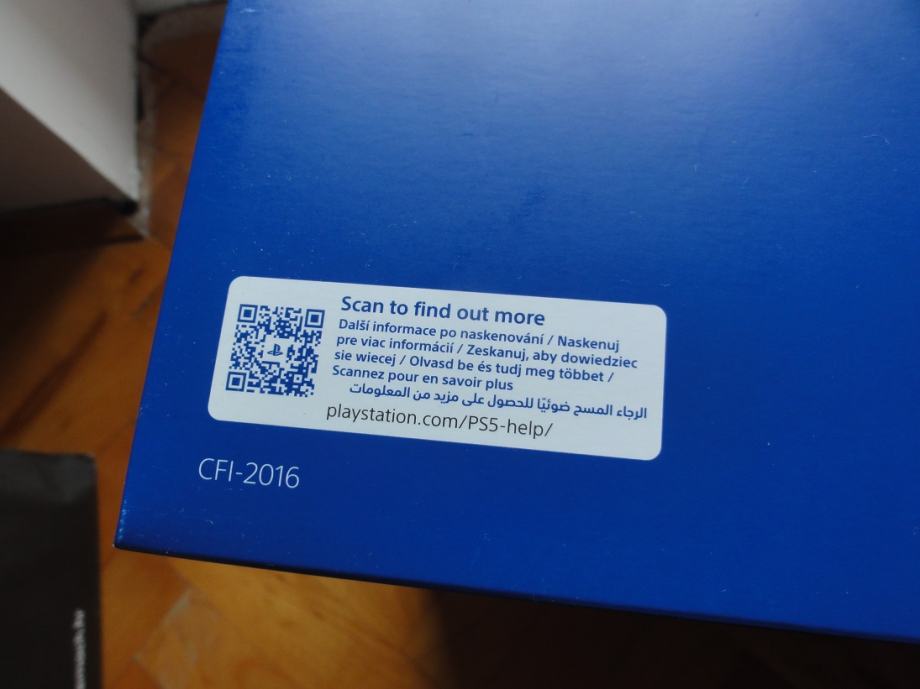 Scan to find out more
Další informace po naskenování / Naskenuj
pre viac informácií / Zeskanuj, aby dowiedziec
sie wiecej / Olvasd be és tudj meg többet /
Scannez pour en savoir plus
الرجاء المسح ضوئيًا للحصول على مزيد من المعلومات
playstation.com/PS5-help/
CFI-2016